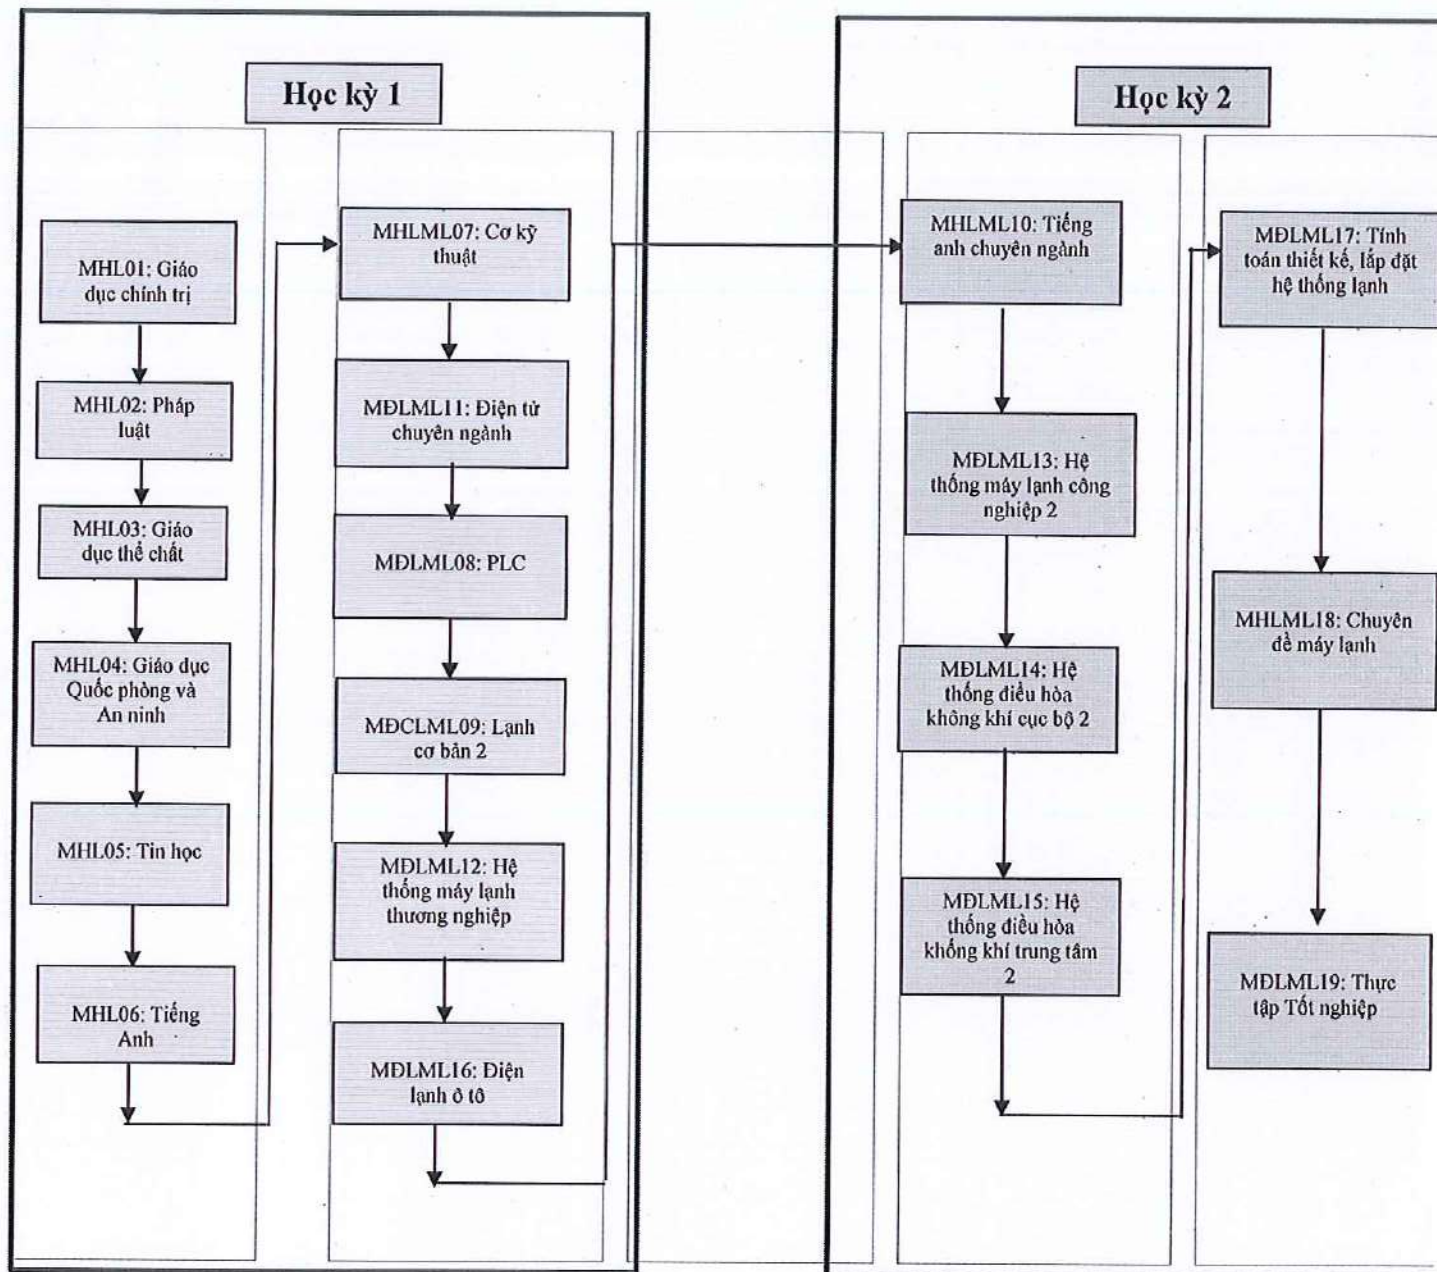 Học kỳ 1
MHL01: Giáo
dục chính trị
MHL02: Pháp
luật
MHL03: Giáo
dục thể chất
MHL04: Giáo dục
Quốc phòng và
An ninh
MHL05: Tin học
MHL06: Tiếng
Anh
MHLML07: Cơ kỹ
thuật
MĐLML11: Điện tử
chuyên ngành
MĐLML08: PLC
MĐCLML09: Lạnh
cơ bản 2
MĐLML12: Hệ
thống máy lạnh
thương nghiệp
MĐLML16: Điện
lạnh ô tô
Học kỳ 2
MHLML10: Tiếng
anh chuyên ngành
MĐLML13: Hệ
thống máy lạnh công
nghiệp 2
MĐLML14: Hệ
thống điều hòa
không khí cục bộ 2
MĐLML15: Hệ
thống điều hòa
khống khí trung tâm
2
MĐLML17: Tính
toán thiết kế, lắp đặt
hệ thống lạnh
MHLML18: Chuyên
đề máy lạnh
MĐLML19: Thực
tập Tốt nghiệp